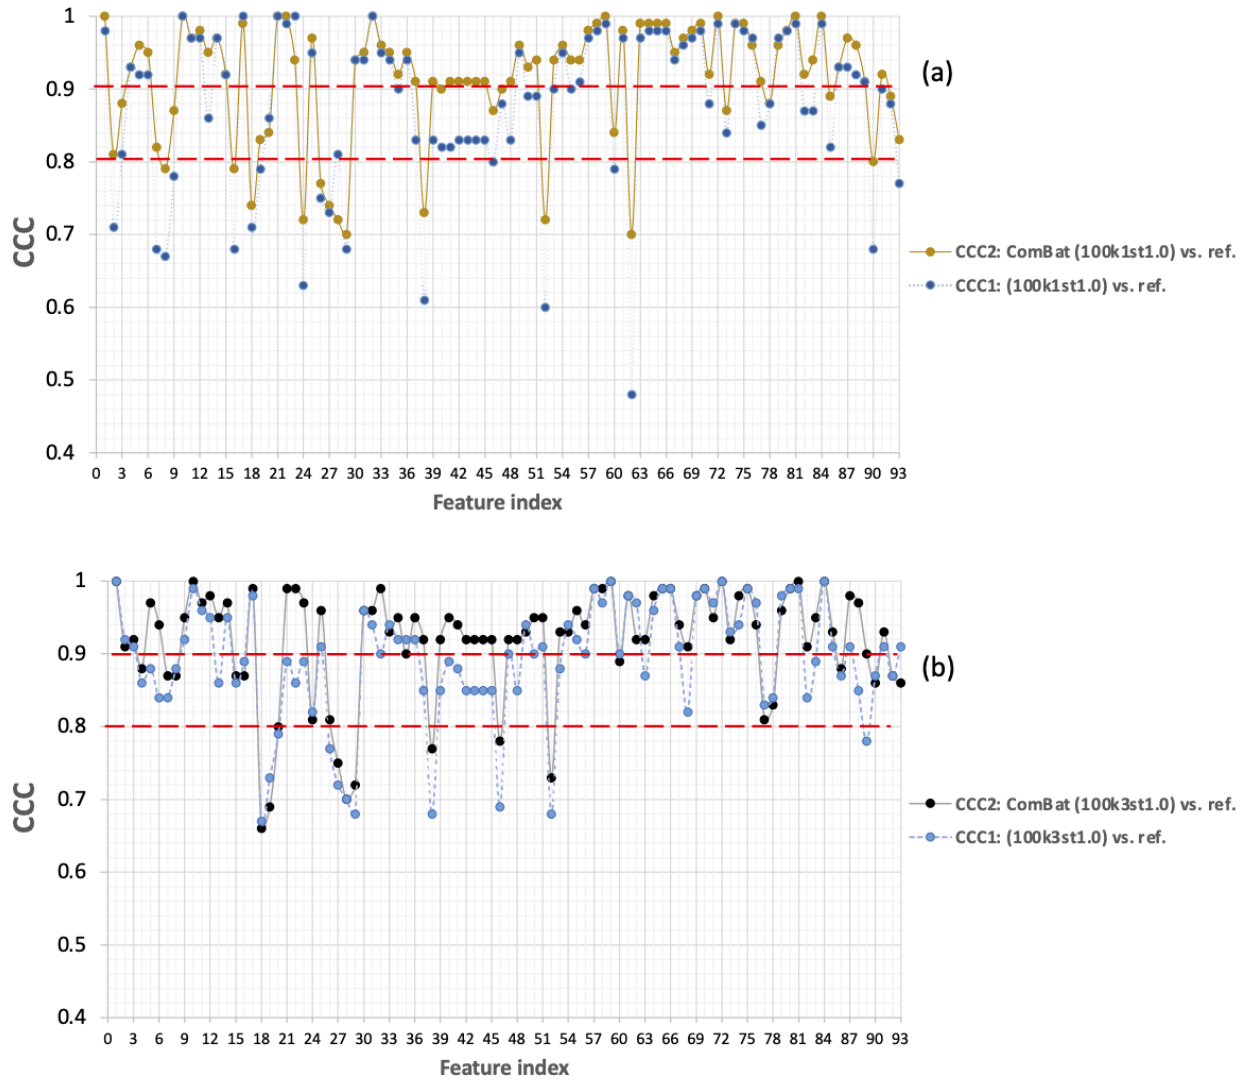 1
0.9
0.8
0.7
0.6
0.5
0.4
CCC
0 3 6 9 12 15 18 21 24 27 30 33 36 39 42 45 48 51 54 57 60 63 66 69 72 75 78 81 84 87 90 93
Feature index
(a)
CCC2: ComBat (100k1st1.0) vs. ref.
CCC1: (100k1st1.0) vs. ref.
1
0.9
0.8
0.7
0.6
0.5
0.4
CCC
0 3 6 9 12 15 18 21 24 27 30 33 36 39 42 45 48 51 54 57 60 63 66 69 72 75 78 81 84 87 90 93
Feature index
(b)
CCC2: ComBat (100k3st1.0) vs. ref.
CCC1: (100k3st1.0) vs. ref.